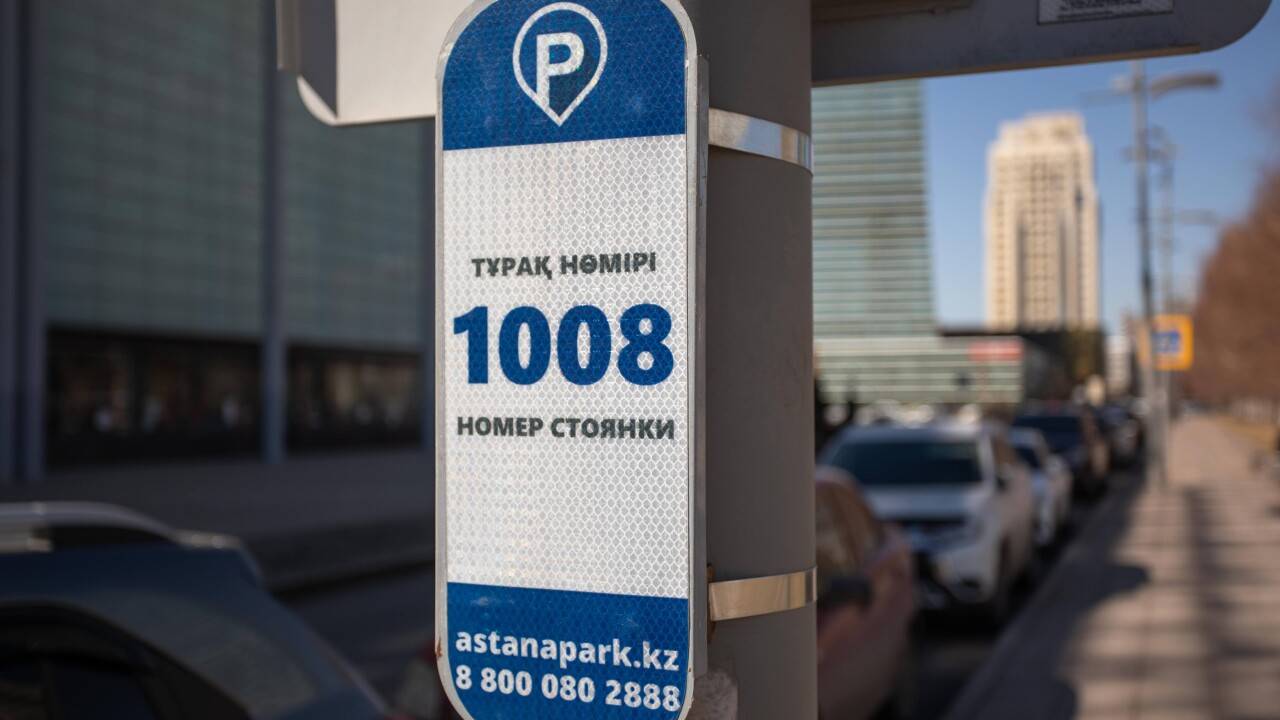 P
ТҰРАҚ НӨМІРІ
1008
НОМЕР СТОЯНКИ
astanapark.kz
8 800 080 2888